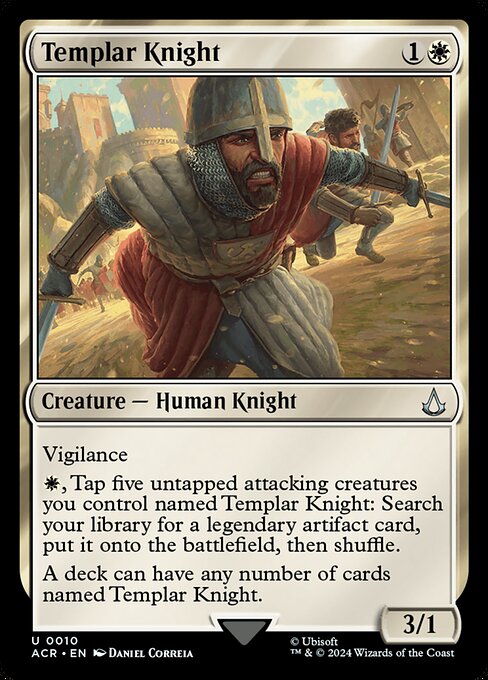 Templar Knight 1
Creature — Human Knight
Vigilance
, Tap five untapped attacking creatures
you control named Templar Knight: Search
your library for a legendary artifact card,
put it onto the battlefield, then shuffle.
A deck can have any number of cards
named Templar Knight.
3/1
U 0010
ACR • EN Daniel Correia
© Ubisoft
™ & © 2024 Wizards of the Coast